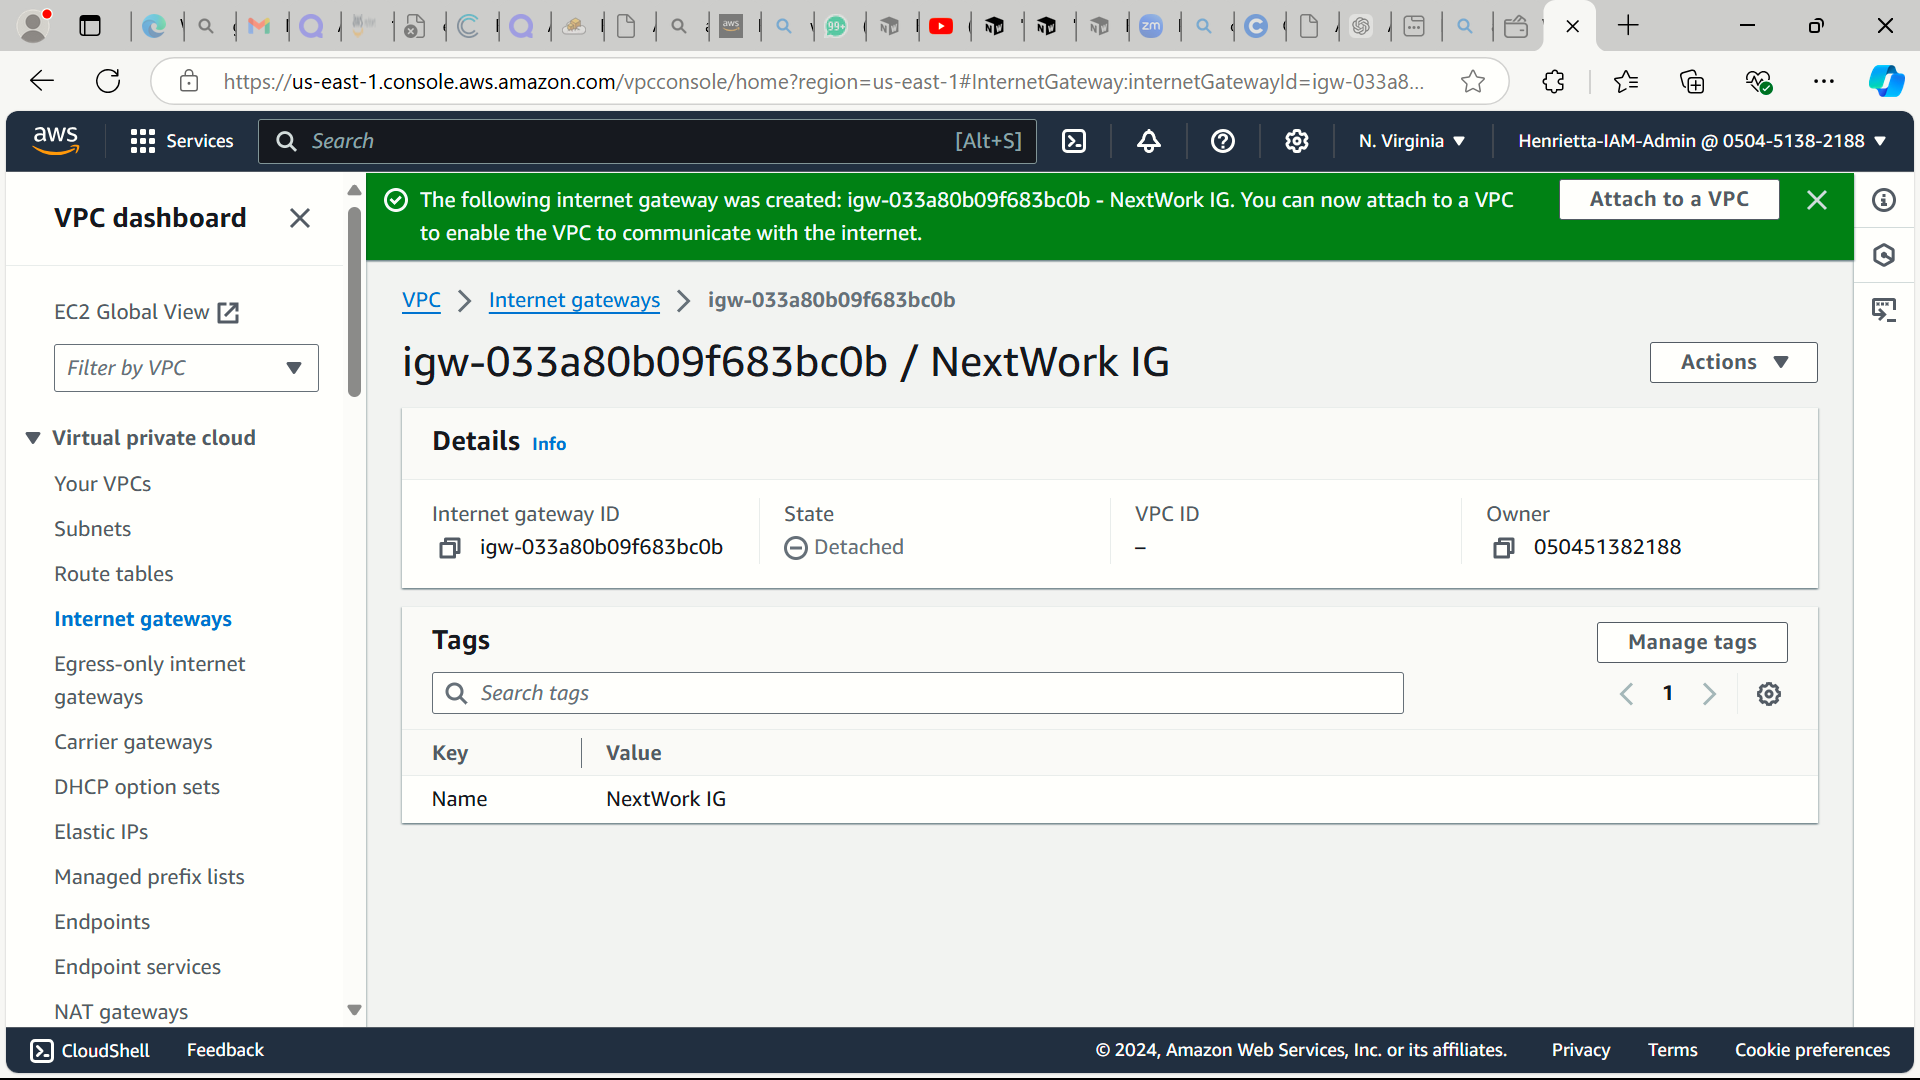 https://us-east-1.console.aws.amazon.com/vpcconsole/home?region=us-east-1#InternetGateway:internetGatewayId=igw-033a8...
aws
Services
Search
[Alt+S]
N. Virginia
Henrietta-IAM-Admin @ 0504-5138-2188
VPC dashboard
EC2 Global View
Filter by VPC
Virtual private cloud
Your VPCs
Subnets
Route tables
Internet gateways
Egress-only internet
gateways
Carrier gateways
DHCP option sets
Elastic IPs
Managed prefix lists
Endpoints
Endpoint services
NAT gateways
The following internet gateway was created: igw-033a80b09f683bc0b - NextWork IG. You can now attach to a VPC
to enable the VPC to communicate with the internet.
Attach to a VPC
VPC
Internet gateways
igw-033a80b09f683bc0b
igw-033a80b09f683bc0b / NextWork IG
Actions
Details Info
Internet gateway ID
igw-033a80b09f683bc0b
State
Detached
VPC ID
–
Owner
050451382188
Tags
Manage tags
Search tags
1
Key Value
Name NextWork IG
CloudShell
Feedback
© 2024, Amazon Web Services, Inc. or its affiliates.
Privacy
Terms
Cookie preferences